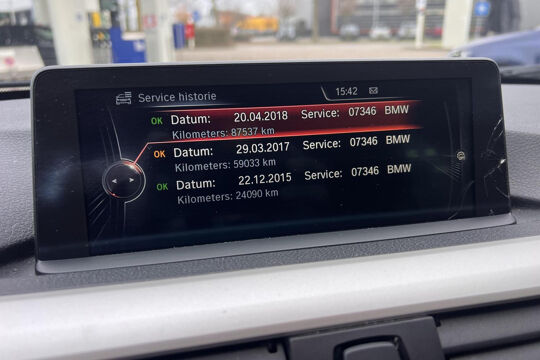 Service historie 15:42
OK Datum: 20.04.2018 Service: 07346 BMW
Kilometers: 87537 km
OK Datum: 29.03.2017 Service: 07346 BMW
Kilometers: 59033 km
OK Datum: 22.12.2015 Service: 07346 BMW
Kilometers: 24090 km